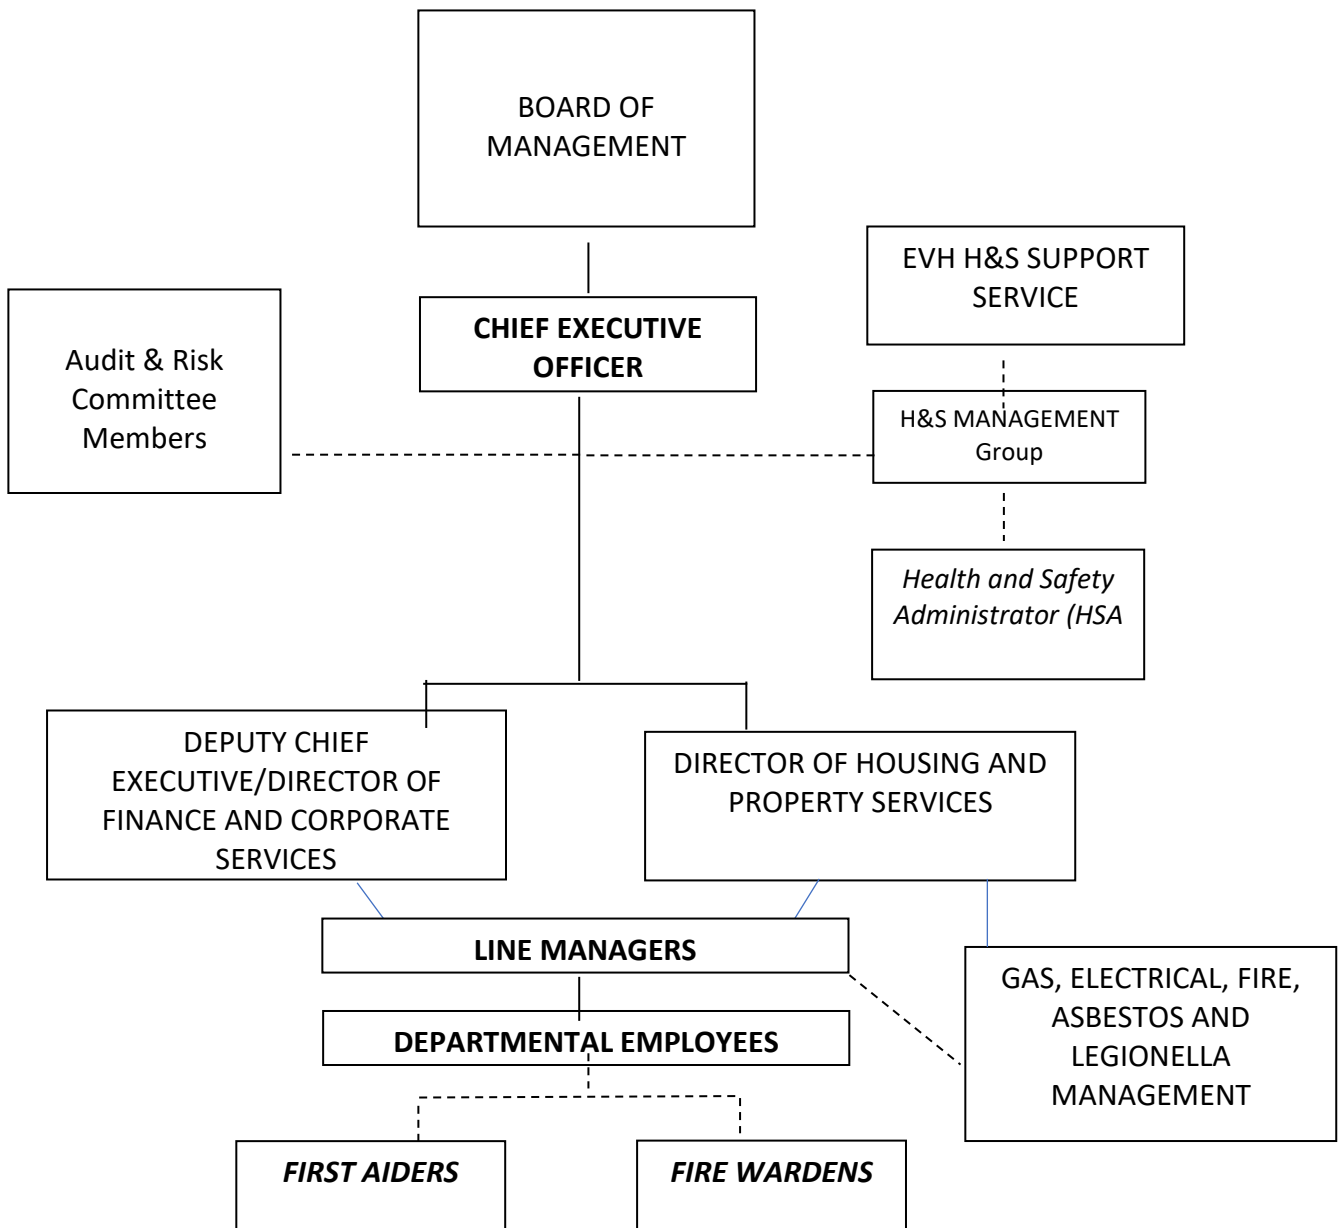 BOARD OF
MANAGEMENT
EVH H&S SUPPORT
SERVICE
CHIEF EXECUTIVE
OFFICER
Audit & Risk
Committee
Members
H&S MANAGEMENT
Group
Health and Safety
Administrator (HSA
DEPUTY CHIEF
EXECUTIVE/DIRECTOR OF
FINANCE AND CORPORATE
SERVICES
DIRECTOR OF HOUSING AND
PROPERTY SERVICES
LINE MANAGERS
GAS, ELECTRICAL, FIRE,
ASBESTOS AND
LEGIONELLA
MANAGEMENT
DEPARTMENTAL EMPLOYEES
FIRST AIDERS
FIRE WARDENS